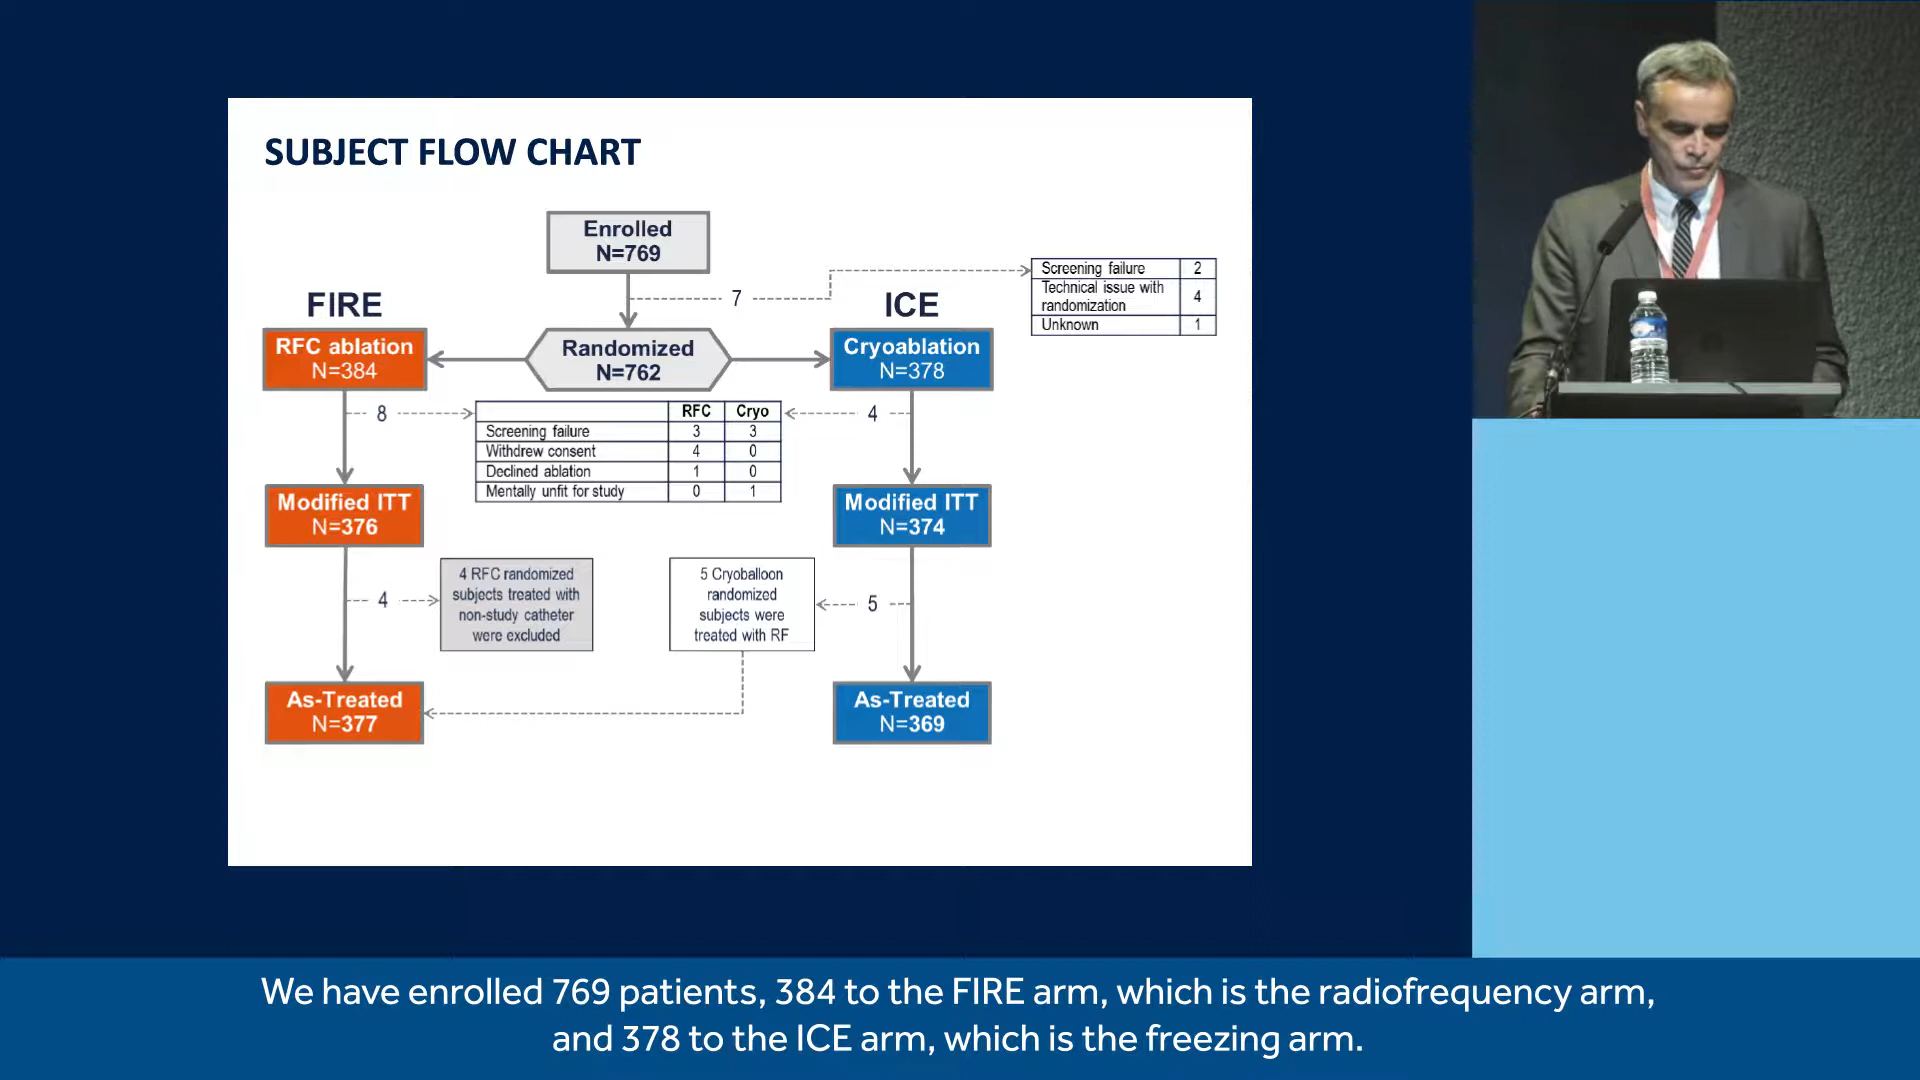 SUBJECT FLOW CHART
Enrolled
N=769
7
Screening failure 2
Technical issue with
randomization 4
Unknown 1
FIRE
ICE
RFC ablation
N=384
Randomized
N=762
Cryoablation
N=378
8
4
RFC Cryo
Screening failure 3 3
Withdrew consent 4 0
Declined ablation 1 0
Mentally unfit for study 0 1
Modified ITT
N=376
Modified ITT
N=374
4
4 RFC randomized
subjects treated with
non-study catheter
were excluded
5 Cryoballoon
randomized
subjects were
treated with RF
5
As-Treated
N=377
As-Treated
N=369
We have enrolled 769 patients, 384 to the FIRE arm, which is the radiofrequency arm,
and 378 to the ICE arm, which is the freezing arm.